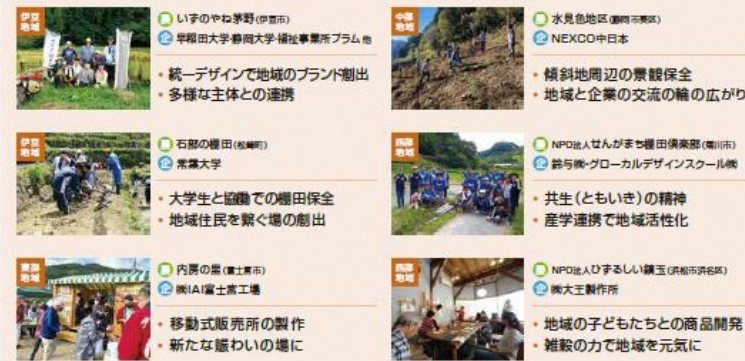 伊豆
地域
農 いずのやね茅野(伊豆市)
企 早稲田大学・静岡大学・福祉事業所プラム 他
• 統一デザインで地域のブランド創出
• 多様な主体との連携
伊豆
地域
農 石部の棚田(松崎町)
企 常葉大学
• 大学生と協働での棚田保全
• 地域住民を繋ぐ場の創出
東部
地域
農 内房の里(富士宮市)
企 ㈱IAI富士宮工場
• 移動式販売所の製作
• 新たな賑わいの場に
中部
地域
農 水見色地区(静岡市葵区)
企 NEXCO中日本
• 傾斜地周辺の景観保全
• 地域と企業の交流の輪の広がり
西部
地域
農 NPO法人せんがまち棚田倶楽部(菊川市)
企 鈴与㈱・グローカルデザインスクール㈱
• 共生(ともいき)の精神
• 産学連携で地域活性化
西部
地域
農 NPO法人ひずるしい鎮玉(浜松市浜名区)
企 ㈱大王製作所
• 地域の子どもたちとの商品開発
• 雑穀の力で地域を元気に